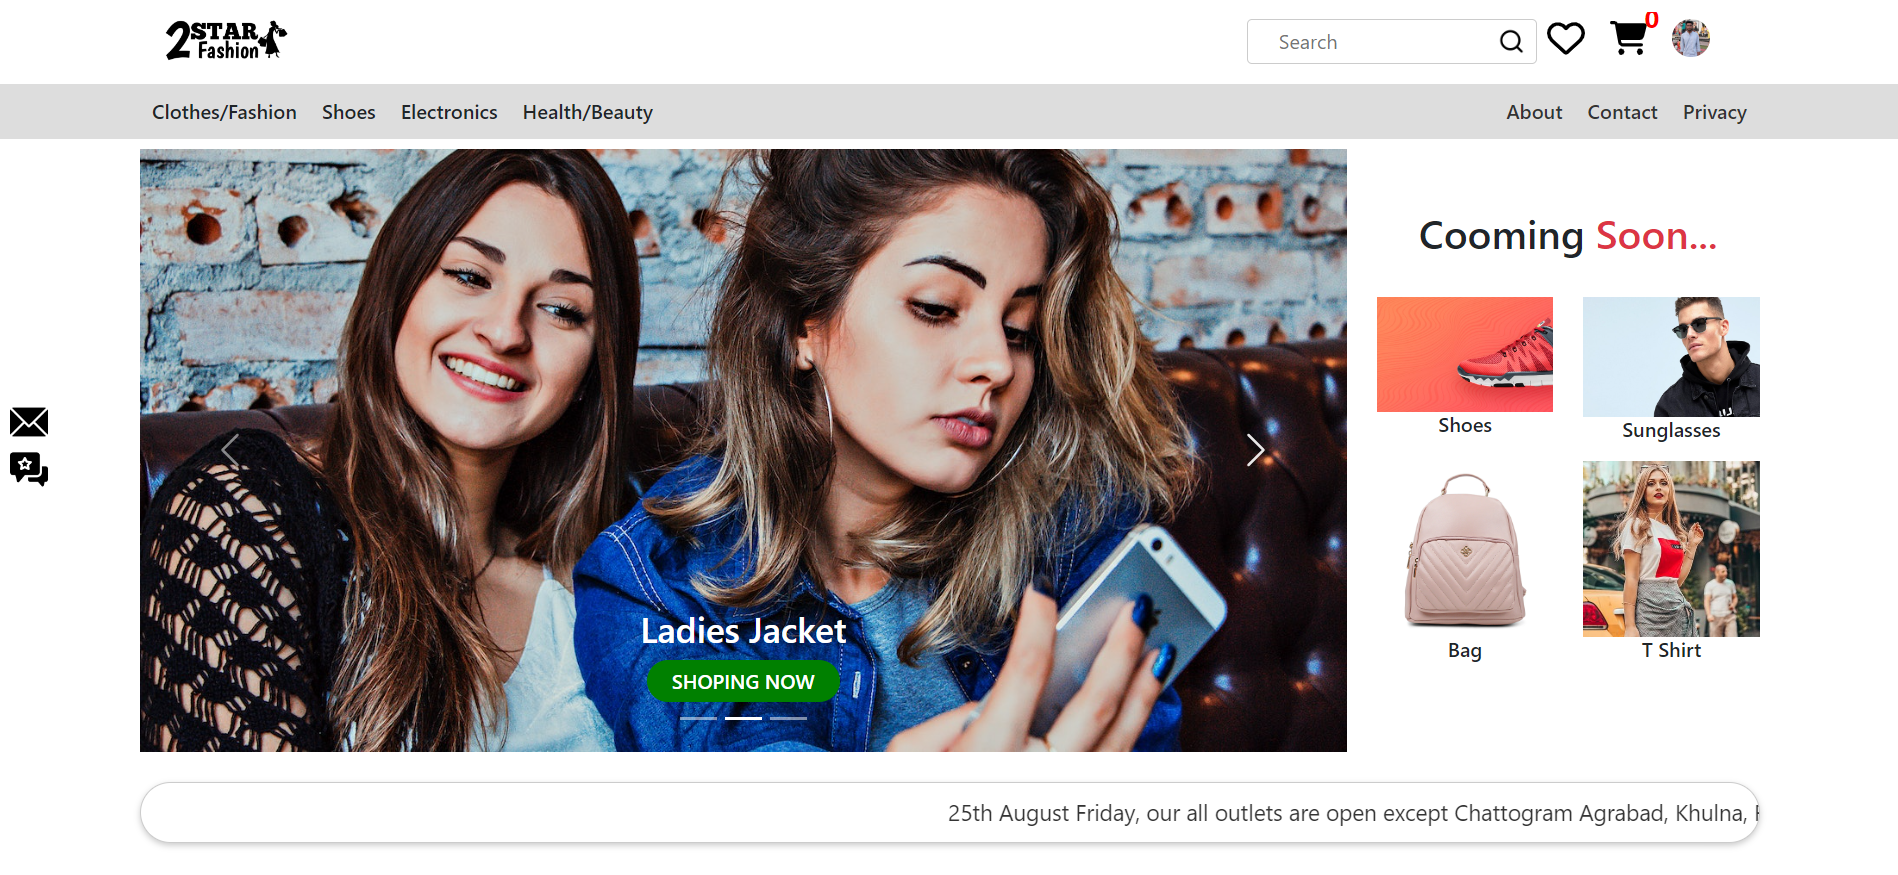 2STAR
Fashion
Search
0
Clothes/Fashion Shoes Electronics Health/Beauty
About Contact Privacy
Cooming Soon...
Shoes
Sunglasses
Bag
T Shirt
Ladies Jacket
SHOPING NOW
25th August Friday, our all outlets are open except Chattogram Agrabad, Khulna,